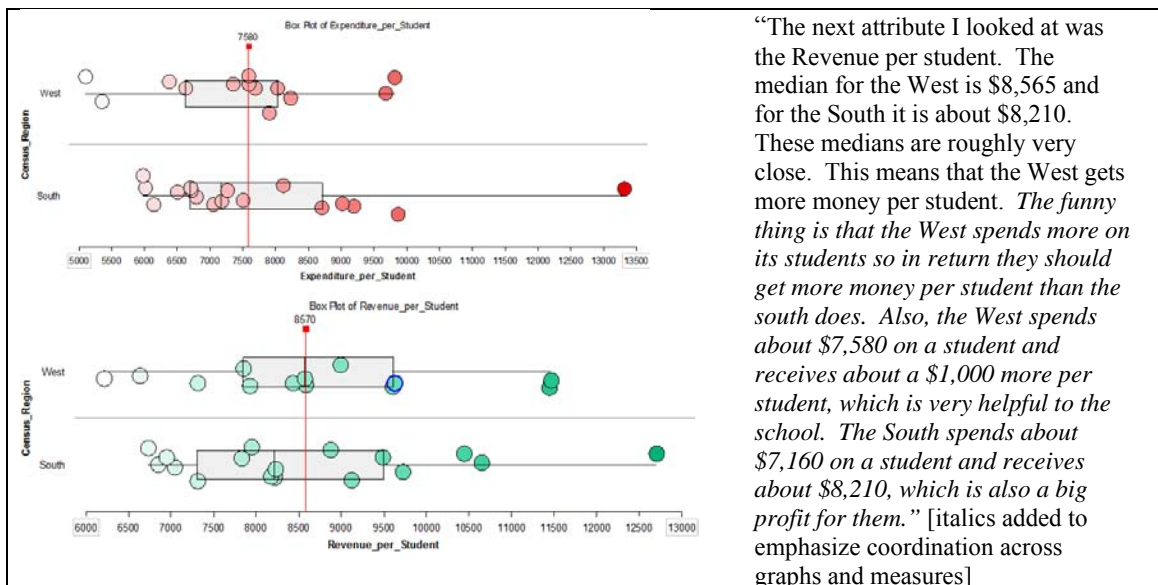 Box Plot of Expenditure_per_Student
7580
West
South
Census_Region
5000 5500 6000 6500 7000 7500 8000 8500 9000 9500 10000 10500 11000 11500 12000 12500 13000 13500
Expenditure_per_Student
Box Plot of Revenue_per_Student
8570
West
South
Census_Region
6000 6500 7000 7500 8000 8500 9000 9500 10000 10500 11000 11500 12000 12500 13000
Revenue_per_Student
“The next attribute I looked at was
the Revenue per student. The
median for the West is $8,565 and
for the South it is about $8,210.
These medians are roughly very
close. This means that the West gets
more money per student. The funny
thing is that the West spends more on
its students so in return they should
get more money per student than the
south does. Also, the West spends
about $7,580 on a student and
receives about a $1,000 more per
student, which is very helpful to the
school. The South spends about
$7,160 on a student and receives
about $8,210, which is also a big
profit for them.” [italics added to
emphasize coordination across
graphs and measures]